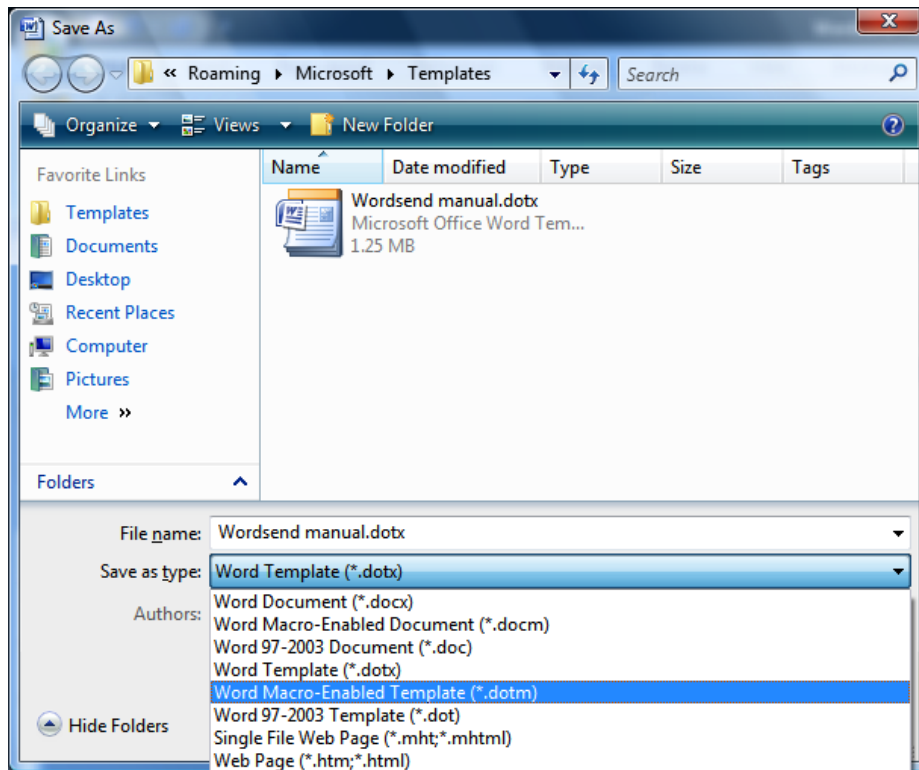 Save As
« Roaming ▸ Microsoft ▸ Templates
Search
Organize
Views
New Folder
Favorite Links
Templates
Documents
Desktop
Recent Places
Computer
Pictures
More »
Folders
Name Date modified Type Size Tags
Wordsend manual.dotx
Microsoft Office Word Tem...
1.25 MB
File name: Wordsend manual.dotx
Save as type: Word Template (*.dotx)
Authors:
Word Document (*.docx)
Word Macro-Enabled Document (*.docm)
Word 97-2003 Document (*.doc)
Word Template (*.dotx)
Word Macro-Enabled Template (*.dotm)
Word 97-2003 Template (*.dot)
Single File Web Page (*.mht;*.mhtml)
Web Page (*.htm;*.html)
Hide Folders